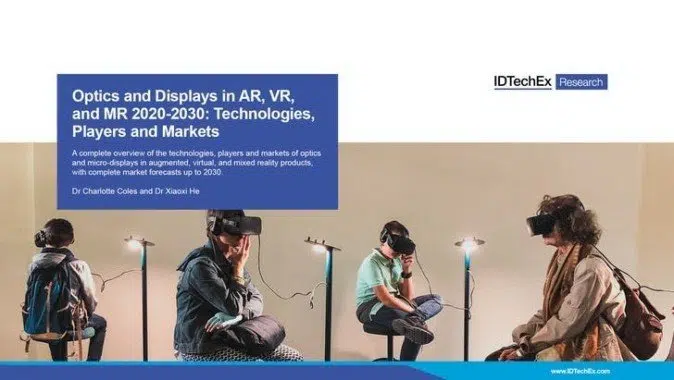 IDTechEx Research
Optics and Displays in AR, VR,
and MR 2020-2030: Technologies,
Players and Markets
A complete overview of the technologies, players and markets of optics
and micro-displays in augmented, virtual, and mixed reality products,
with complete market forecasts up to 2030.
Dr Charlotte Coles and Dr Xiaoxi He
www.IDTechEx.com